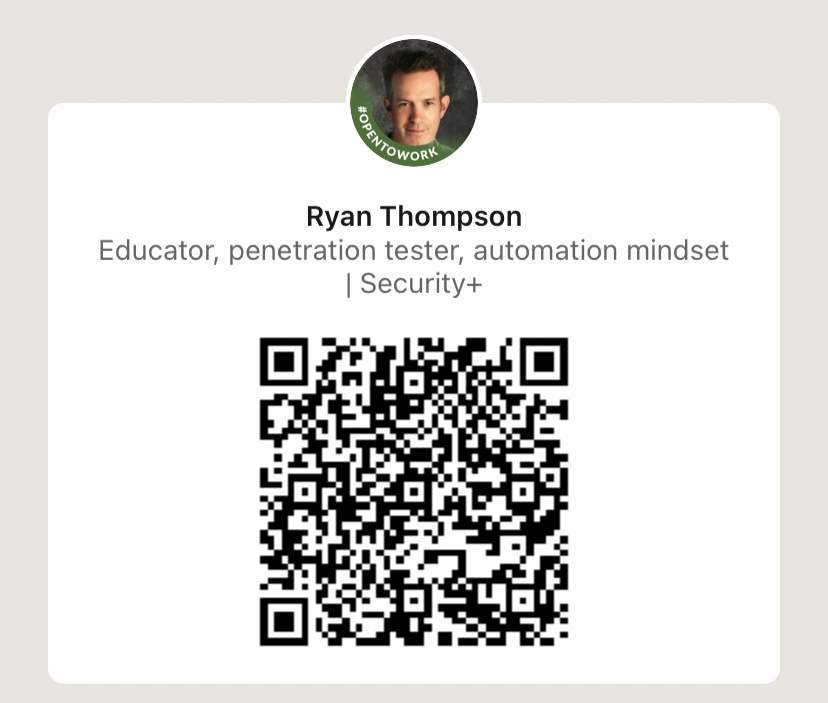 #OPENTOWORK
Ryan Thompson
Educator, penetration tester, automation mindset
| Security+